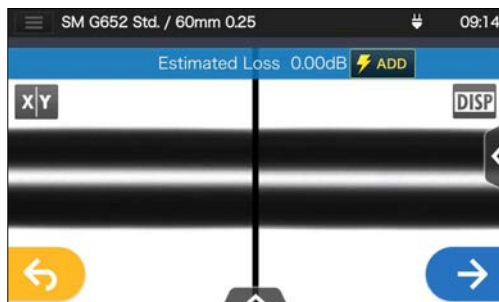 SM G652 Std. / 60mm 0.25 09:14
Estimated Loss 0.00dB ADD
X|Y DISP